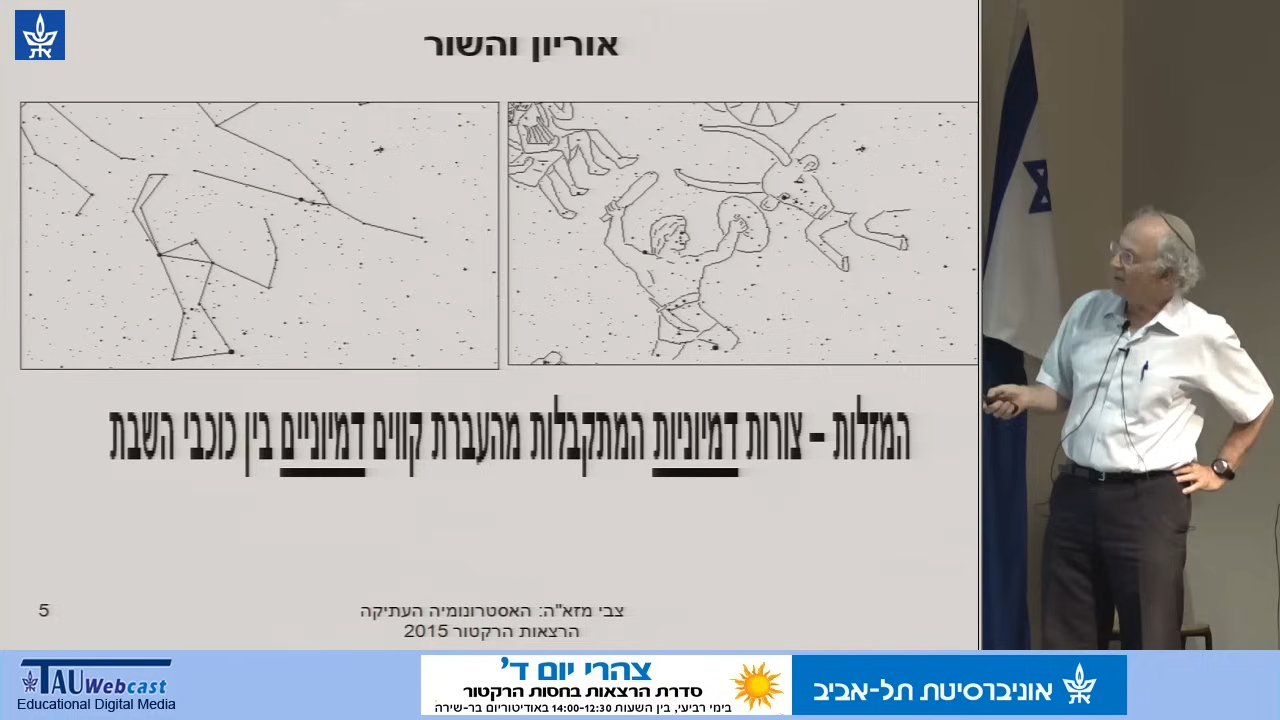 אוריון והשור
המזלות – צורות דמיוניות המתקבלות מהעברת קווים דמיוניים בין כוכבי השבת
צבי מזא"ה: האסטרונומיה העתיקה
הרצאות הרקטור 2015
5
TAU Webcast
Educational Digital Media
צהרי יום ד'
סדרת הרצאות בחסות הרקטור
בימי רביעי, בין השעות 14:00-12:30 באודיטוריום בר-שירה
אוניברסיטת תל-אביב